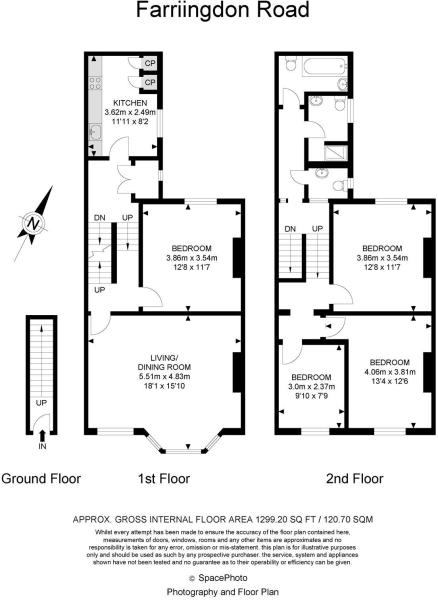 Farriingdon Road
CP
CP
KITCHEN
3.62m x 2.49m
11'11 x 8'2
N
DN
UP
UP
BEDROOM
3.86m x 3.54m
12'8 x 11'7
LIVING/
DINING ROOM
5.51m x 4.83m
18'1 x 15'10
UP
IN
DN
UP
BEDROOM
3.86m x 3.54m
12'8 x 11'7
BEDROOM
4.06m x 3.81m
13'4 x 12'6
BEDROOM
3.0m x 2.37m
9'10 x 7'9
Ground Floor
1st Floor
2nd Floor
APPROX. GROSS INTERNAL FLOOR AREA 1299.20 SQ FT / 120.70 SQM
Whilst every attempt has been made to ensure the accuracy of the floor plan contained here,
measurements of doors, windows, rooms and any other items are approximates and no
responsibility is taken for any error, omission or mis-statement. this plan is for illustrative purposes
only and should be used as such by any prospective purchaser. the service, system and appliances
shown have not been tested and no guarantee as to their operability or efficiency can be given.
© SpacePhoto
Photography and Floor Plan